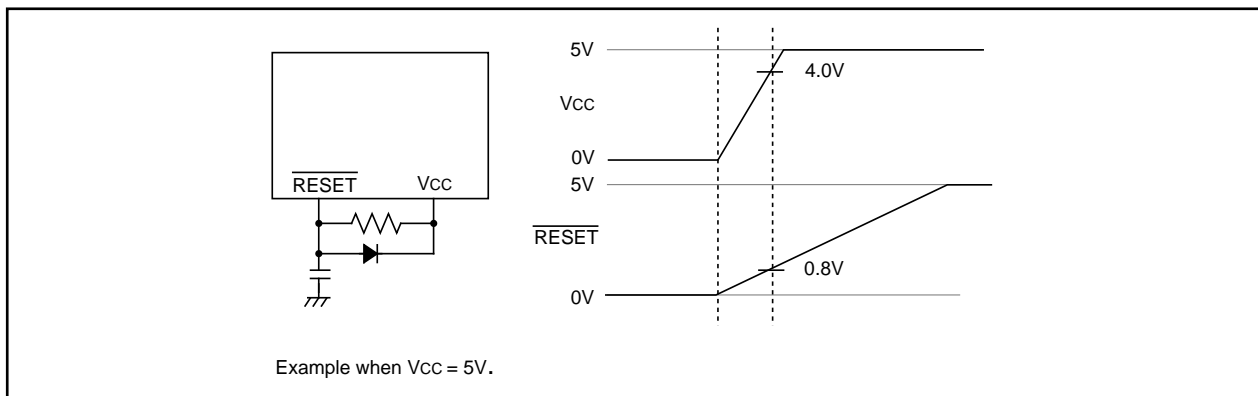 RESET
VCC
5V
4.0V
VCC
0V
5V
RESET
0.8V
0V
Example when VCC = 5V.